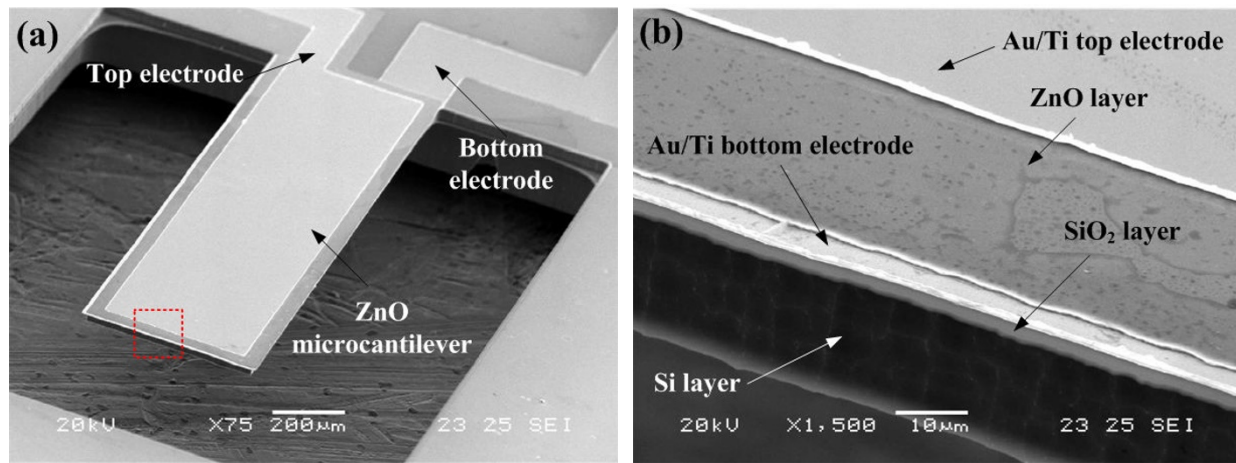 (a)
Top electrode
Bottom
electrode
ZnO
microcantilever
20kV X75 200μm 23 25 SEI
(b)
Au/Ti top electrode
ZnO layer
Au/Ti bottom electrode
SiO₂ layer
Si layer
20kV X1,500 10μm 23 25 SEI